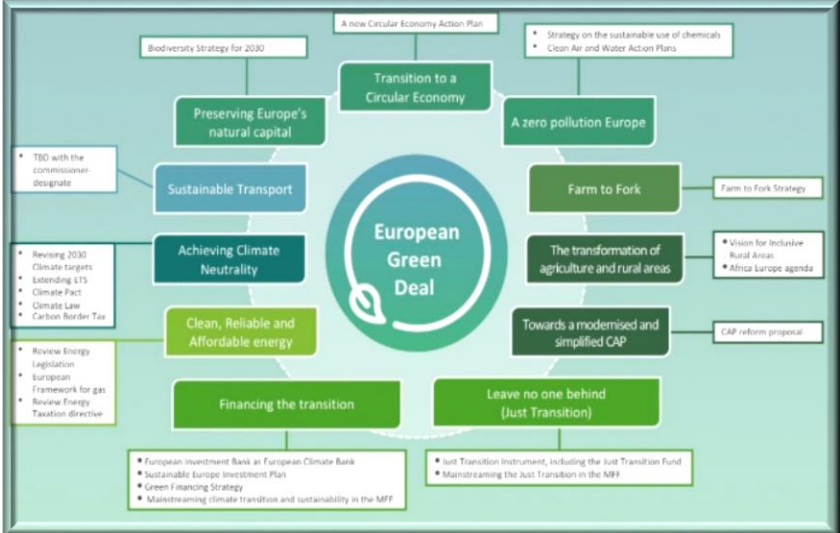 A new Circular Economy Action Plan
Biodiversity Strategy for 2030
Strategy on the sustainable use of chemicals
Clean Air and Water Action Plans
Transition to a
Circular Economy
Preserving Europe's
natural capital
A zero pollution Europe
TBD with the
commissioner-
designate
Sustainable Transport
Farm to Fork
Farm to Fork Strategy
European
Green
Deal
Achieving Climate
Neutrality
The transformation of
agriculture and rural areas
Vision for Inclusive
Rural Areas
Africa Europe agenda
Revising 2030
Climate targets
Extending ETS
Climate Pact
Climate Law
Carbon Border Tax
Clean, Reliable and
Affordable energy
Towards a modernised and
simplified CAP
CAP reform proposal
Review Energy
Legislation
European
Framework for gas
Review Energy
Taxation directive
Financing the transition
Leave no one behind
(Just Transition)
European Investment Bank as European Climate Bank
Sustainable Europe Investment Plan
Green Financing Strategy
Mainstreaming climate transition and sustainability in the MFF
Just Transition Instrument, including the Just Transition Fund
Mainstreaming the Just Transition in the MFF